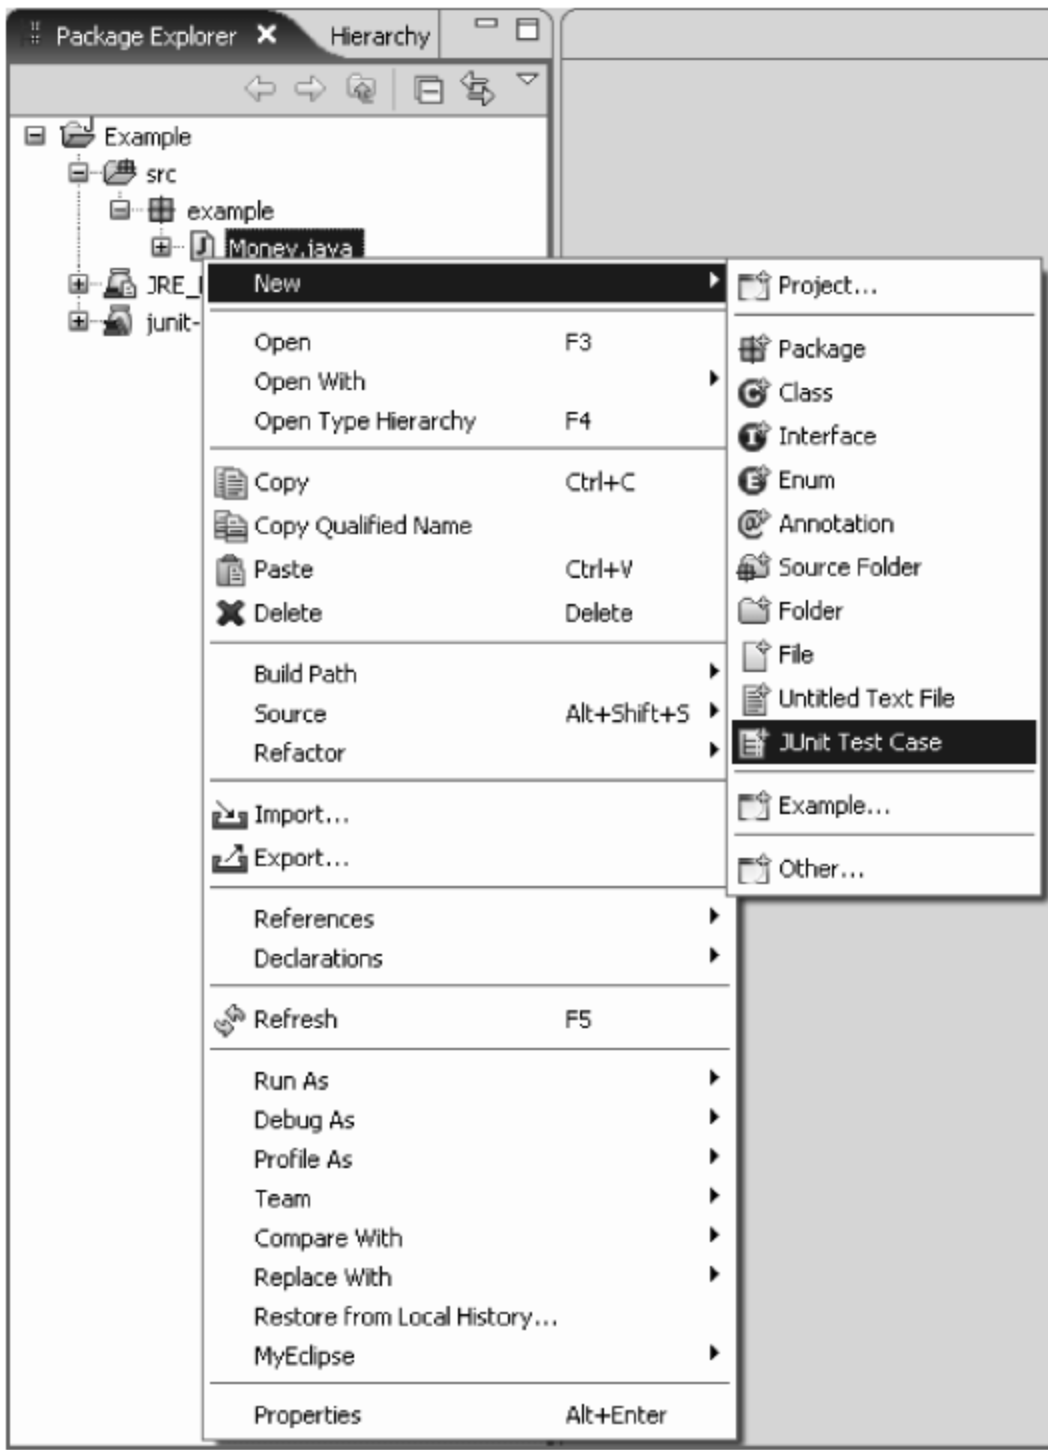 Package Explorer
Hierarchy
Example
src
example
Money.java
JRE_
junit-
New
Open F3
Open With
Open Type Hierarchy F4
Copy Ctrl+C
Copy Qualified Name
Paste Ctrl+V
Delete Delete
Build Path
Source Alt+Shift+S
Refactor
Import...
Export...
References
Declarations
Refresh F5
Run As
Debug As
Profile As
Team
Compare With
Replace With
Restore from Local History...
MyEclipse
Properties Alt+Enter
Project...
Package
Class
Interface
Enum
Annotation
Source Folder
Folder
File
Untitled Text File
JUnit Test Case
Example...
Other...